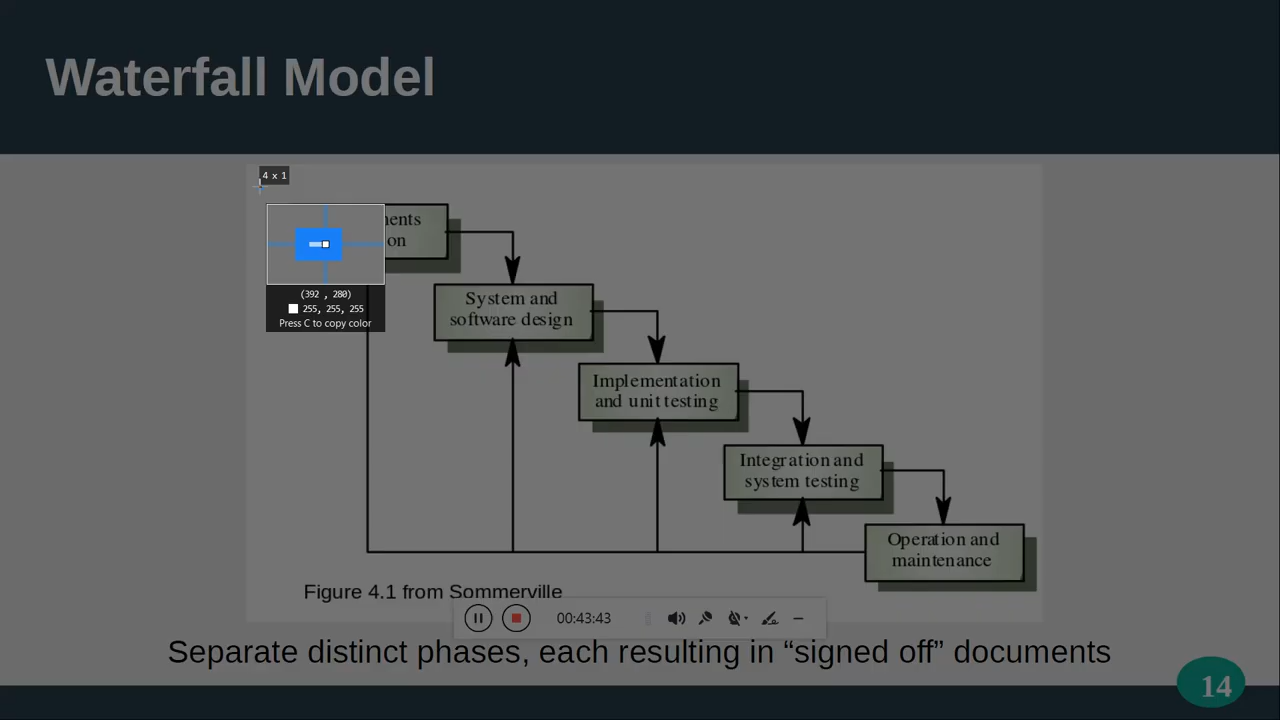 Waterfall Model
4 x 1
ments
on
(392 , 280)
255, 255, 255
Press C to copy color
System and
software design
Implementation
and unit testing
Integration and
system testing
Operation and
maintenance
Figure 4.1 from Sommerville
00:43:43
Separate distinct phases, each resulting in “signed off” documents
14